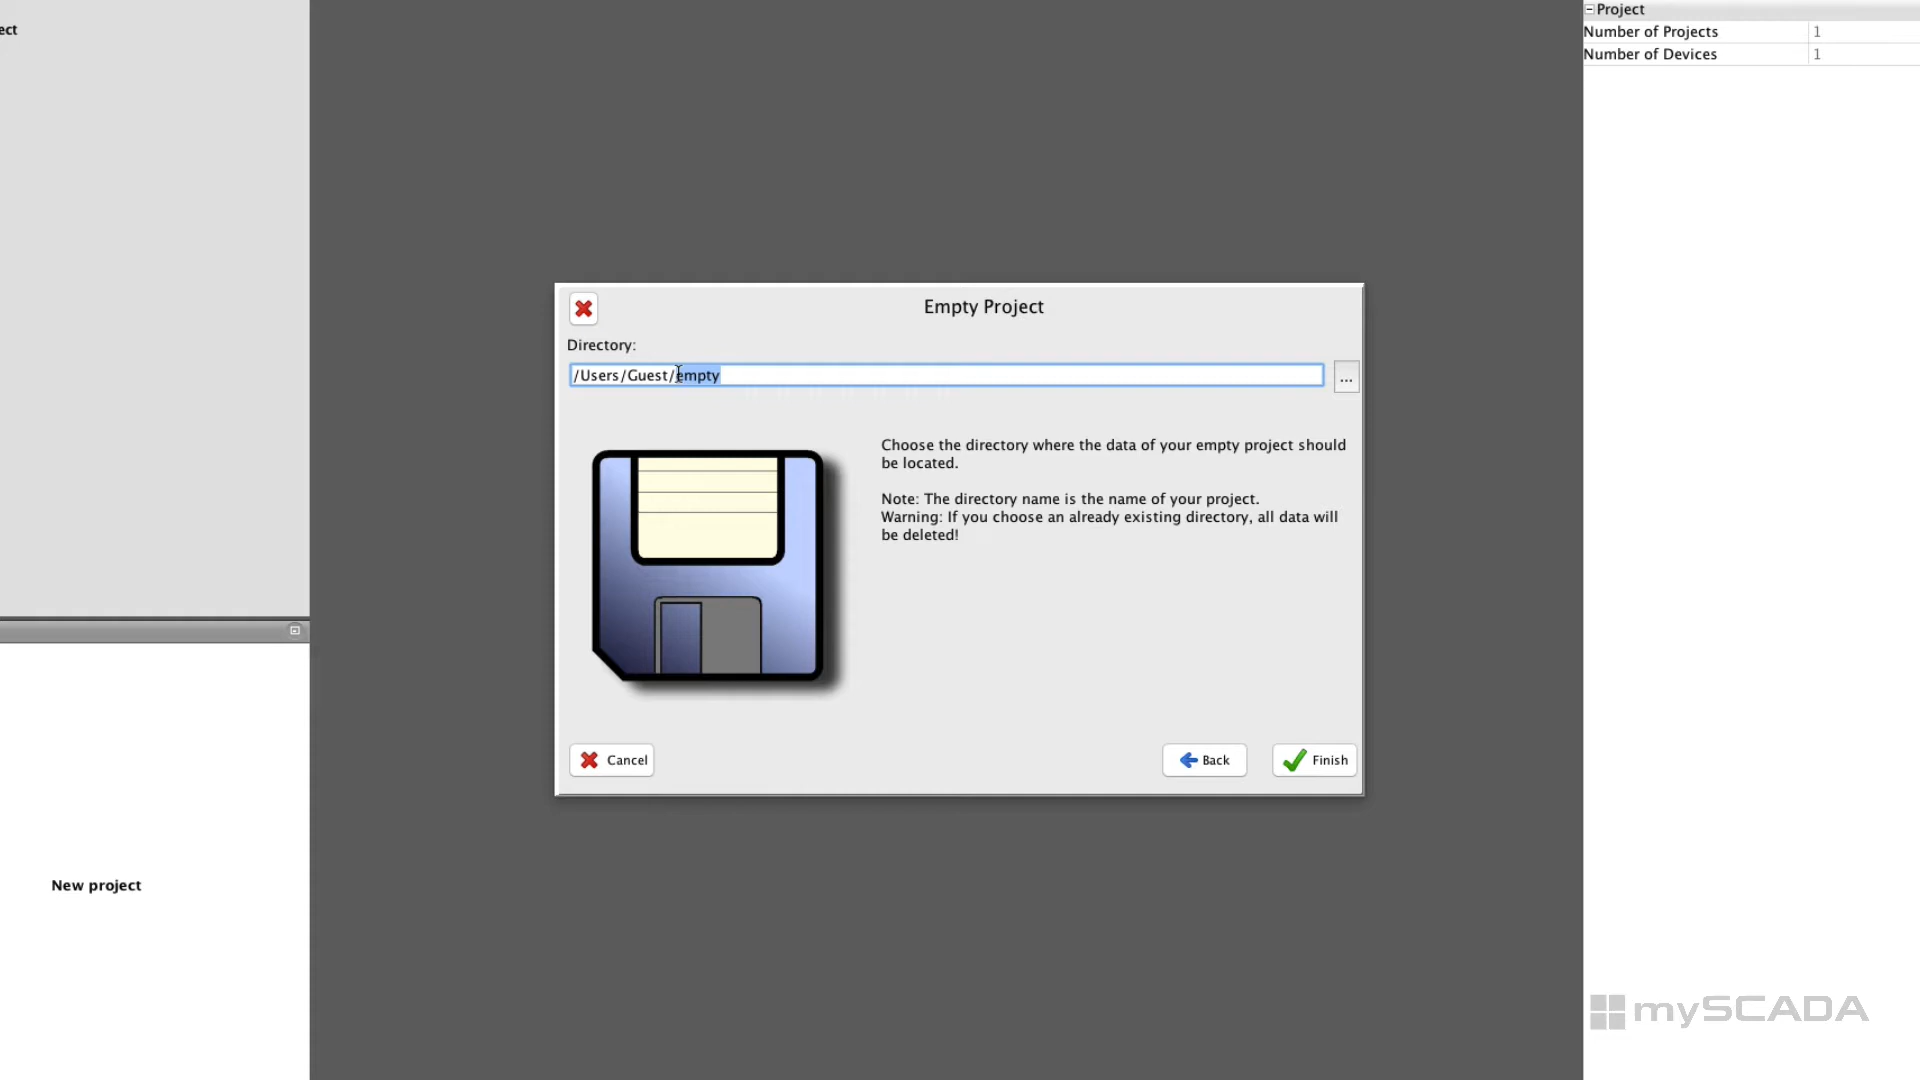 ect
Project
Number of Projects 1
Number of Devices 1
Empty Project
Directory:
/Users/Guest/empty
...
Choose the directory where the data of your empty project should
be located.
Note: The directory name is the name of your project.
Warning: If you choose an already existing directory, all data will
be deleted!
Cancel
Back
Finish
New project
mySCADA